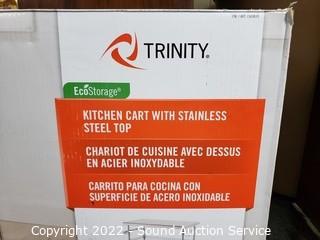 TRINITY®
EcoStorage®
KITCHEN CART WITH STAINLESS
STEEL TOP
CHARIOT DE CUISINE AVEC DESSUS
EN ACIER INOXYDABLE
CARRITO PARA COCINA CON
SUPERFICIE DE ACERO INOXIDABLE
Copyright 2022 - Sound Auction Service